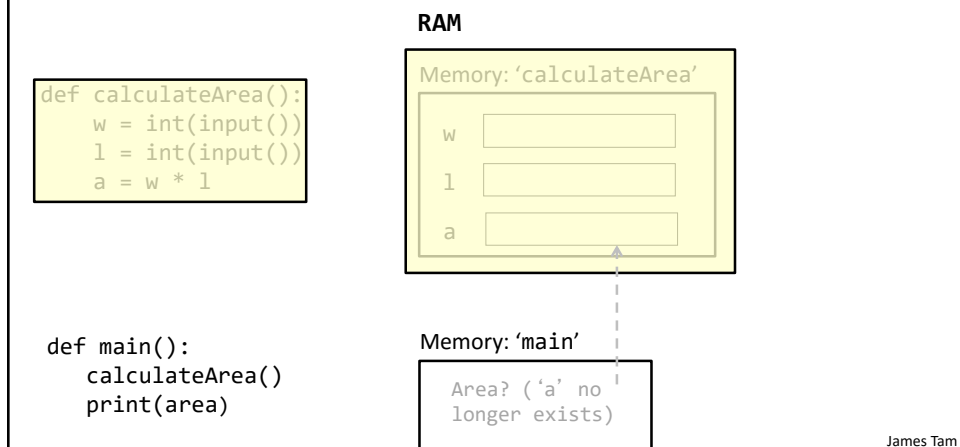 RAM
def calculateArea():
    w = int(input())
    l = int(input())
    a = w * l
Memory: ‘calculateArea’
w
l
a
def main():
    calculateArea()
    print(area)
Memory: ‘main’
Area? (‘a’ no
longer exists)
James Tam